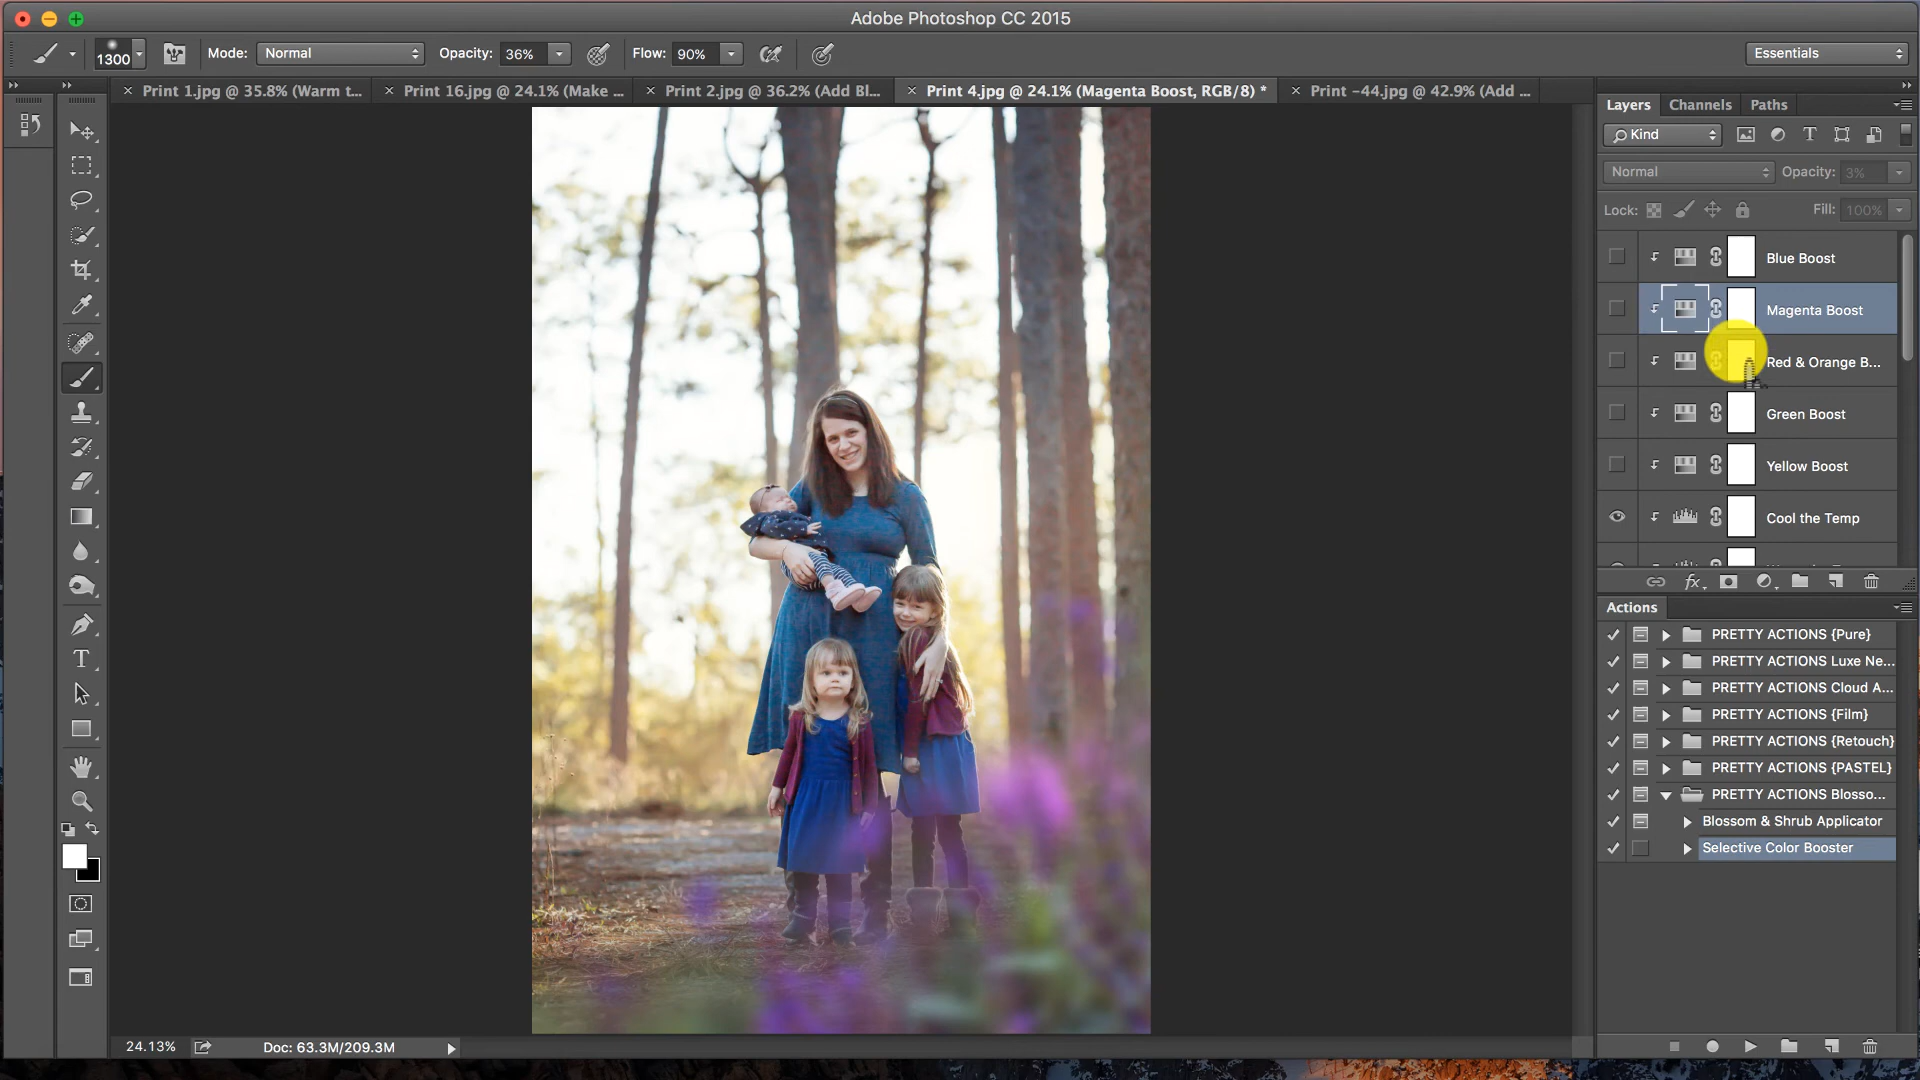 Adobe Photoshop CC 2015
1300
Mode: Normal
Opacity: 36%
Flow: 90%
Essentials
Print 1.jpg @ 35.8% (Warm t...
Print 16.jpg @ 24.1% (Make ...
Print 2.jpg @ 36.2% (Add Bl...
Print 4.jpg @ 24.1% (Magenta Boost, RGB/8) *
Print -44.jpg @ 42.9% (Add ...
Layers
Channels
Paths
Kind
Normal
Opacity: 3%
Lock:
Fill: 100%
Blue Boost
Magenta Boost
Red & Orange B...
Green Boost
Yellow Boost
Cool the Temp
Actions
PRETTY ACTIONS {Pure}
PRETTY ACTIONS Luxe Ne...
PRETTY ACTIONS Cloud A...
PRETTY ACTIONS {Film}
PRETTY ACTIONS {Retouch}
PRETTY ACTIONS {PASTEL}
PRETTY ACTIONS Blosso...
Blossom & Shrub Applicator
Selective Color Booster
24.13%
Doc: 63.3M/209.3M